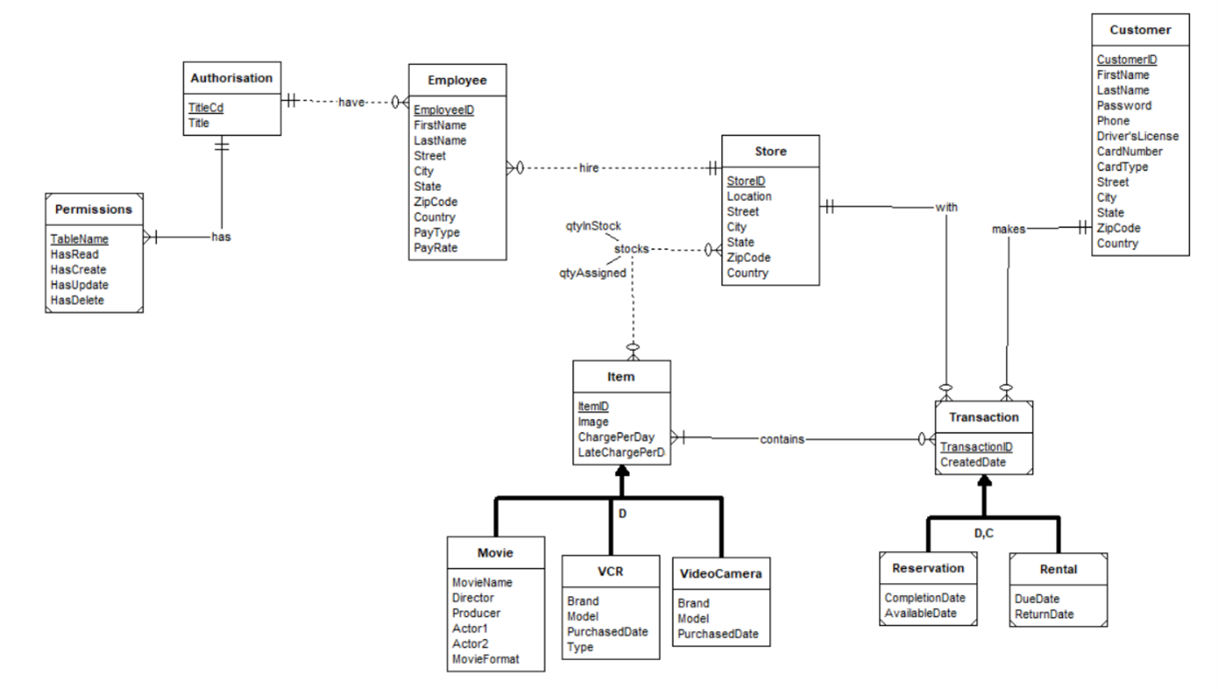 Customer
CustomerID
FirstName
LastName
Password
Phone
Driver'sLicense
CardNumber
CardType
Street
City
State
ZipCode
Country
Authorisation
TitleCd
Title
have
Employee
EmployeeID
FirstName
LastName
Street
City
State
ZipCode
Country
PayType
PayRate
hire
Store
StoreID
Location
Street
City
State
ZipCode
Country
with
makes
Permissions
TableName
HasRead
HasCreate
HasUpdate
HasDelete
has
qtyInStock
stocks
qtyAssigned
Item
ItemID
Image
ChargePerDay
LateChargePerD
contains
Transaction
TransactionID
CreatedDate
D
D,C
Movie
MovieName
Director
Producer
Actor1
Actor2
MovieFormat
VCR
Brand
Model
PurchasedDate
Type
VideoCamera
Brand
Model
PurchasedDate
Reservation
CompletionDate
AvailableDate
Rental
DueDate
ReturnDate